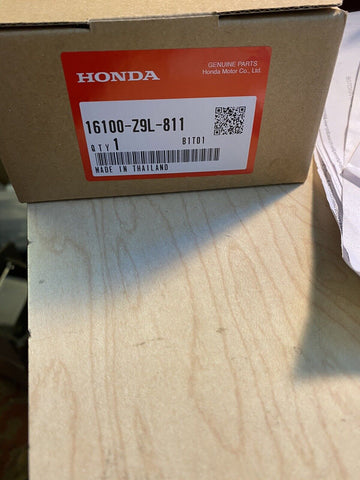 HONDA
GENUINE PARTS
Honda Motor Co., Ltd.
16100-Z9L-811
QTY 1
B1T01
MADE IN THAILAND